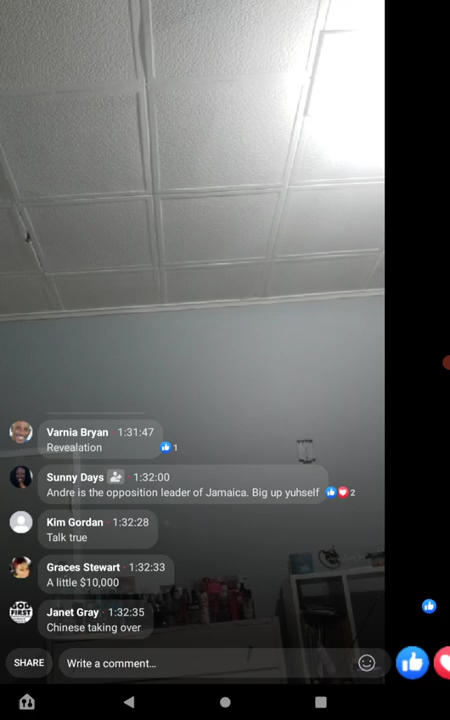 Varnia Bryan · 1:31:47
Revealation
1
Sunny Days · 1:32:00
Andre is the opposition leader of Jamaica. Big up yuhself
2
Kim Gordan · 1:32:28
Talk true
Graces Stewart · 1:32:33
A little $10,000
Janet Gray · 1:32:35
Chinese taking over
SHARE
Write a comment...